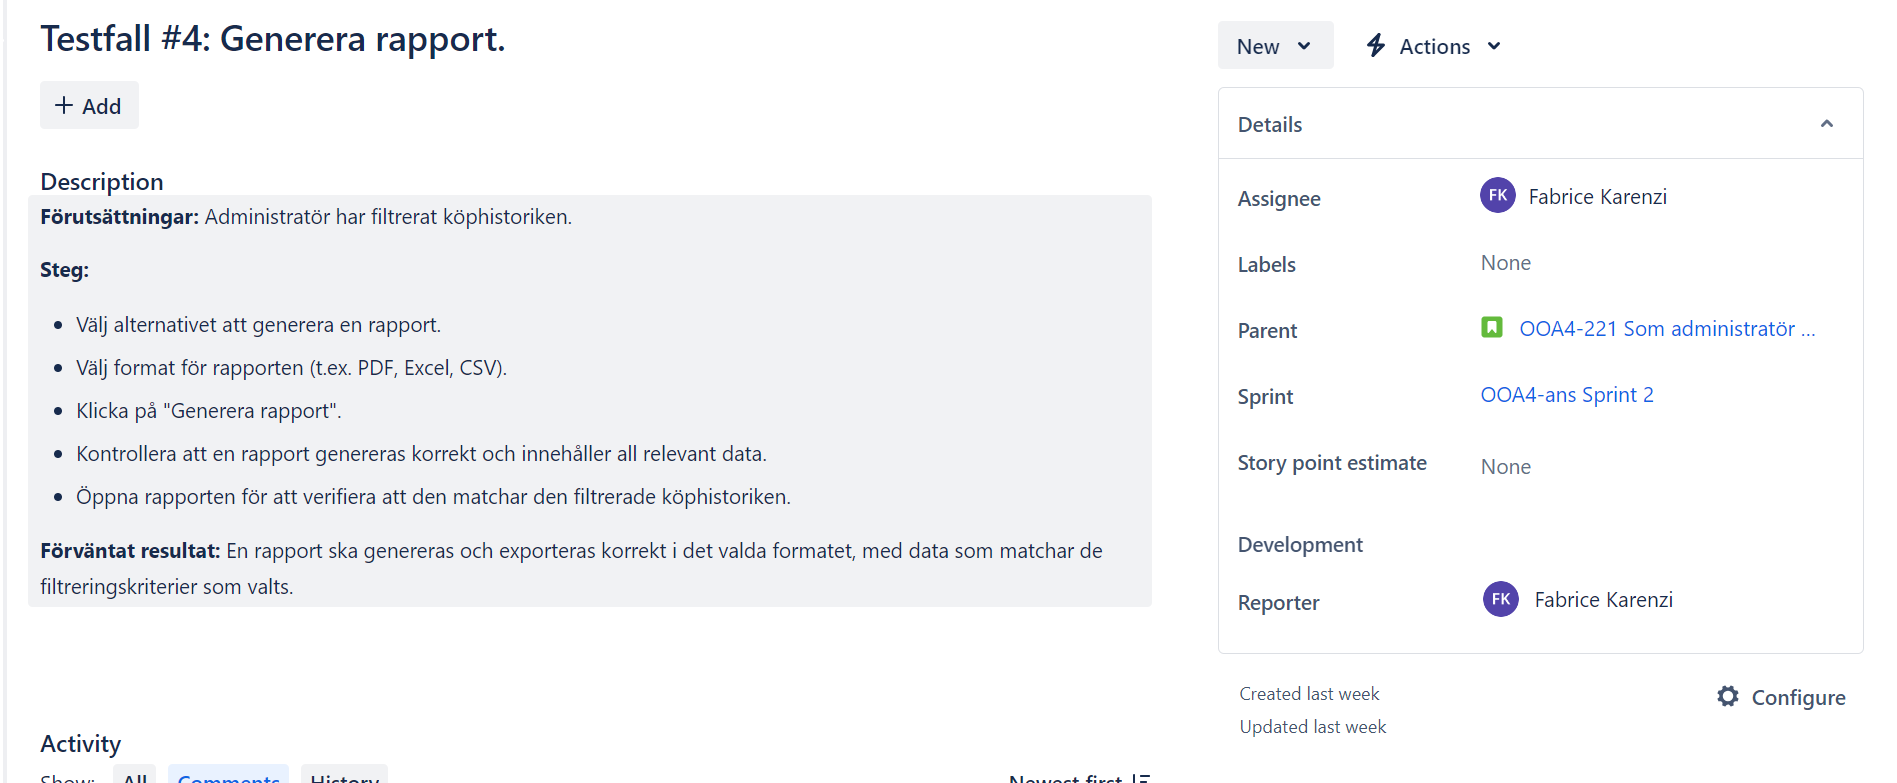 Testfall #4: Generera rapport.
+ Add
Description
Förutsättningar: Administratör har filtrerat köphistoriken.
Steg:
• Välj alternativet att generera en rapport.
• Välj format för rapporten (t.ex. PDF, Excel, CSV).
• Klicka på "Generera rapport".
• Kontrollera att en rapport genereras korrekt och innehåller all relevant data.
• Öppna rapporten för att verifiera att den matchar den filtrerade köphistoriken.
Förväntat resultat: En rapport ska genereras och exporteras korrekt i det valda formatet, med data som matchar de
filtreringskriterier som valts.
Activity
Show: All Comments History Newest first
New Actions
Details
Assignee FK Fabrice Karenzi
Labels None
Parent OOA4-221 Som administratör ...
Sprint OOA4-ans Sprint 2
Story point estimate None
Development
Reporter FK Fabrice Karenzi
Created last week
Configure
Updated last week